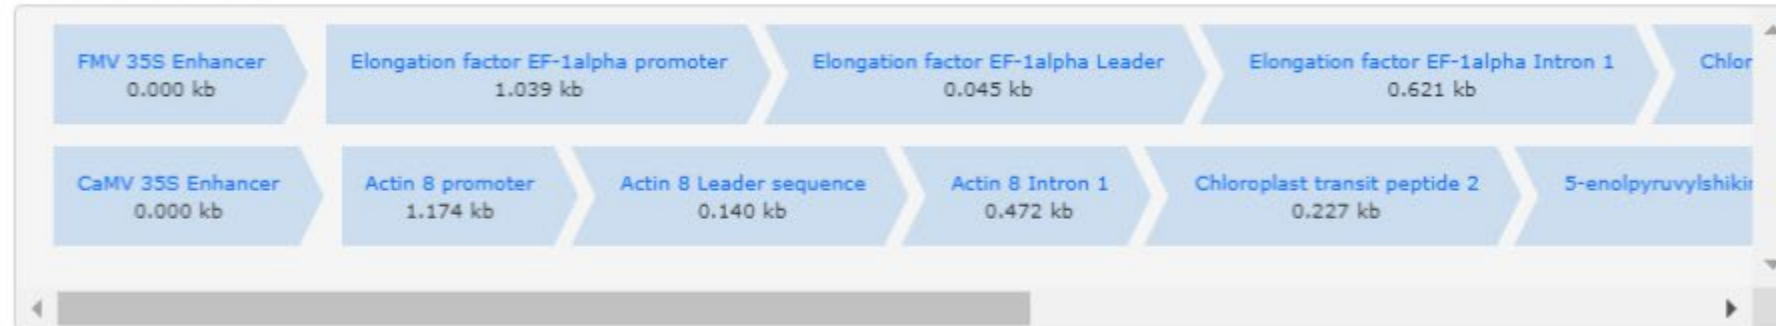 FMV 35S Enhancer
0.000 kb
Elongation factor EF-1alpha promoter
1.039 kb
Elongation factor EF-1alpha Leader
0.045 kb
Elongation factor EF-1alpha Intron 1
0.621 kb
Chlor
CaMV 35S Enhancer
0.000 kb
Actin 8 promoter
1.174 kb
Actin 8 Leader sequence
0.140 kb
Actin 8 Intron 1
0.472 kb
Chloroplast transit peptide 2
0.227 kb
5-enolpyruvylshikin